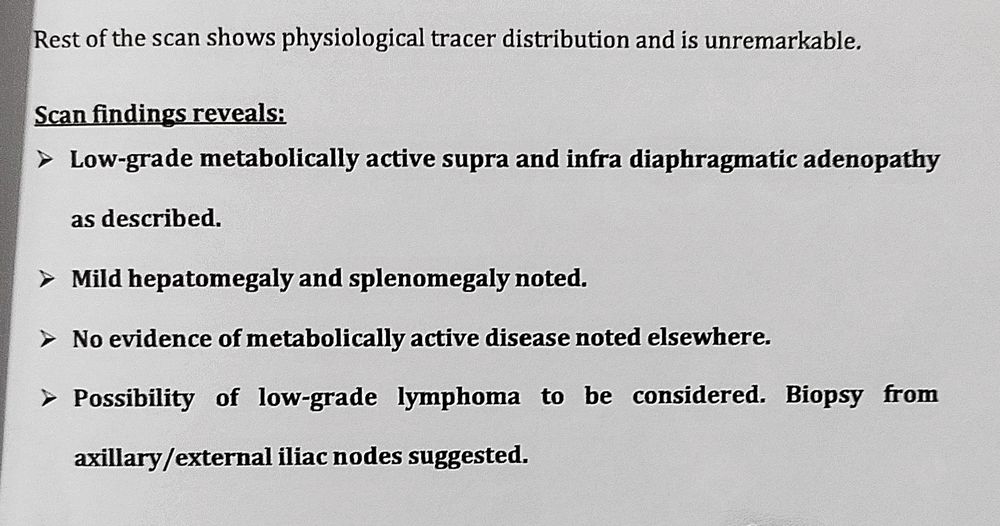 Rest of the scan shows physiological tracer distribution and is unremarkable.
Scan findings reveals:
➢ Low-grade metabolically active supra and infra diaphragmatic adenopathy
as described.
➢ Mild hepatomegaly and splenomegaly noted.
➢ No evidence of metabolically active disease noted elsewhere.
➢ Possibility of low-grade lymphoma to be considered. Biopsy from
axillary/external iliac nodes suggested.